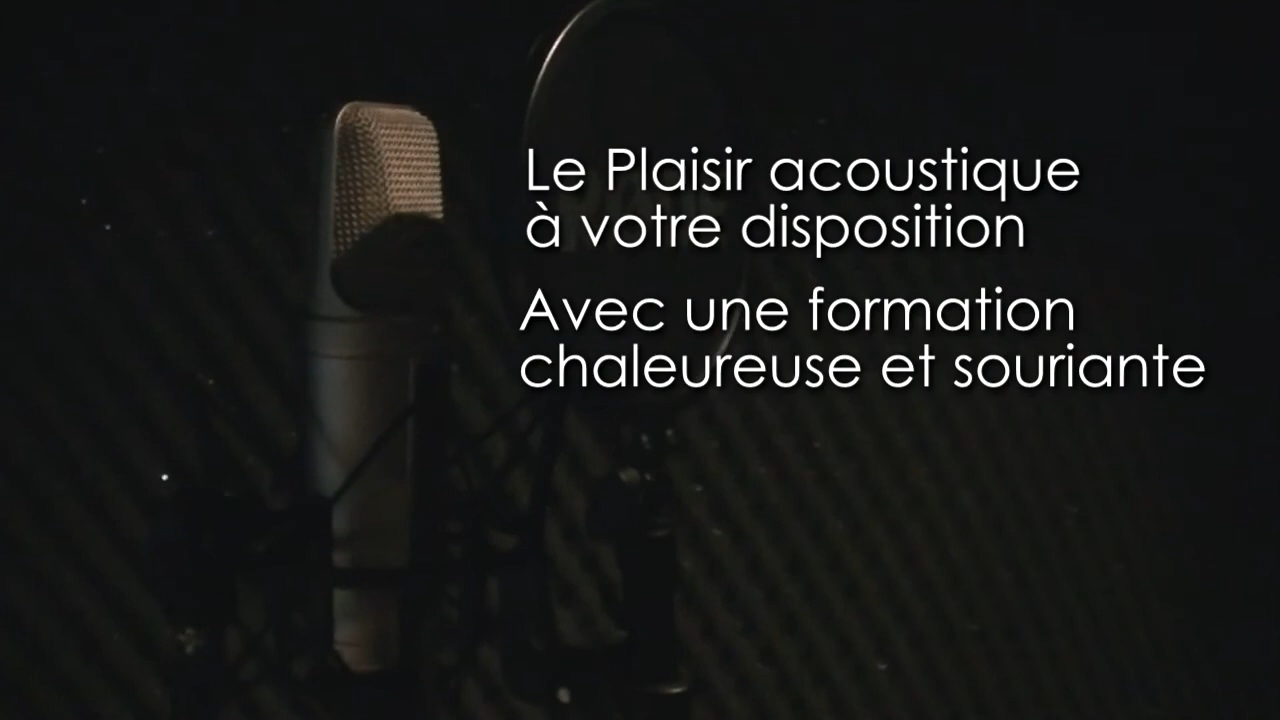 Le Plaisir acoustique
à votre disposition
Avec une formation
chaleureuse et souriante